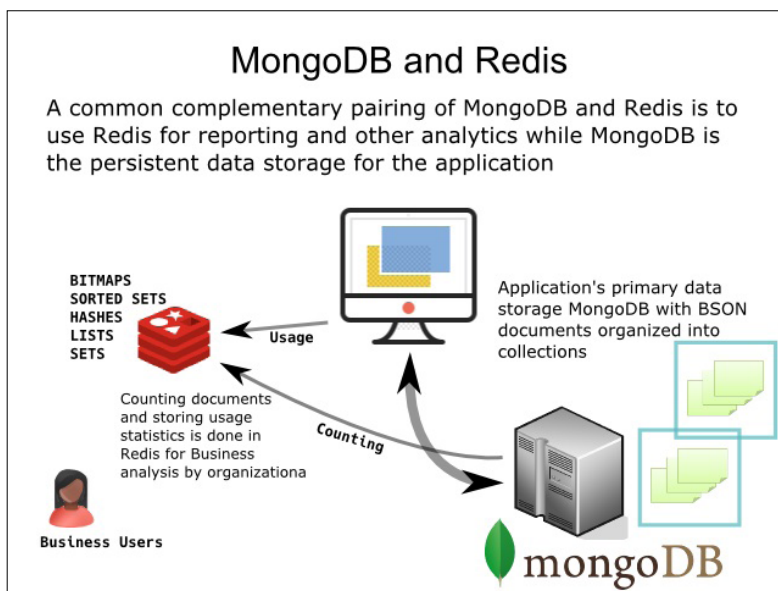 MongoDB and Redis
A common complementary pairing of MongoDB and Redis is to
use Redis for reporting and other analytics while MongoDB is
the persistent data storage for the application
BITMAPS
SORTED SETS
HASHES
LISTS
SETS
Usage
Application's primary data
storage MongoDB with BSON
documents organized into
collections
Counting documents
and storing usage
statistics is done in
Redis for Business
analysis by organizationa
Counting
Business Users
mongoDB